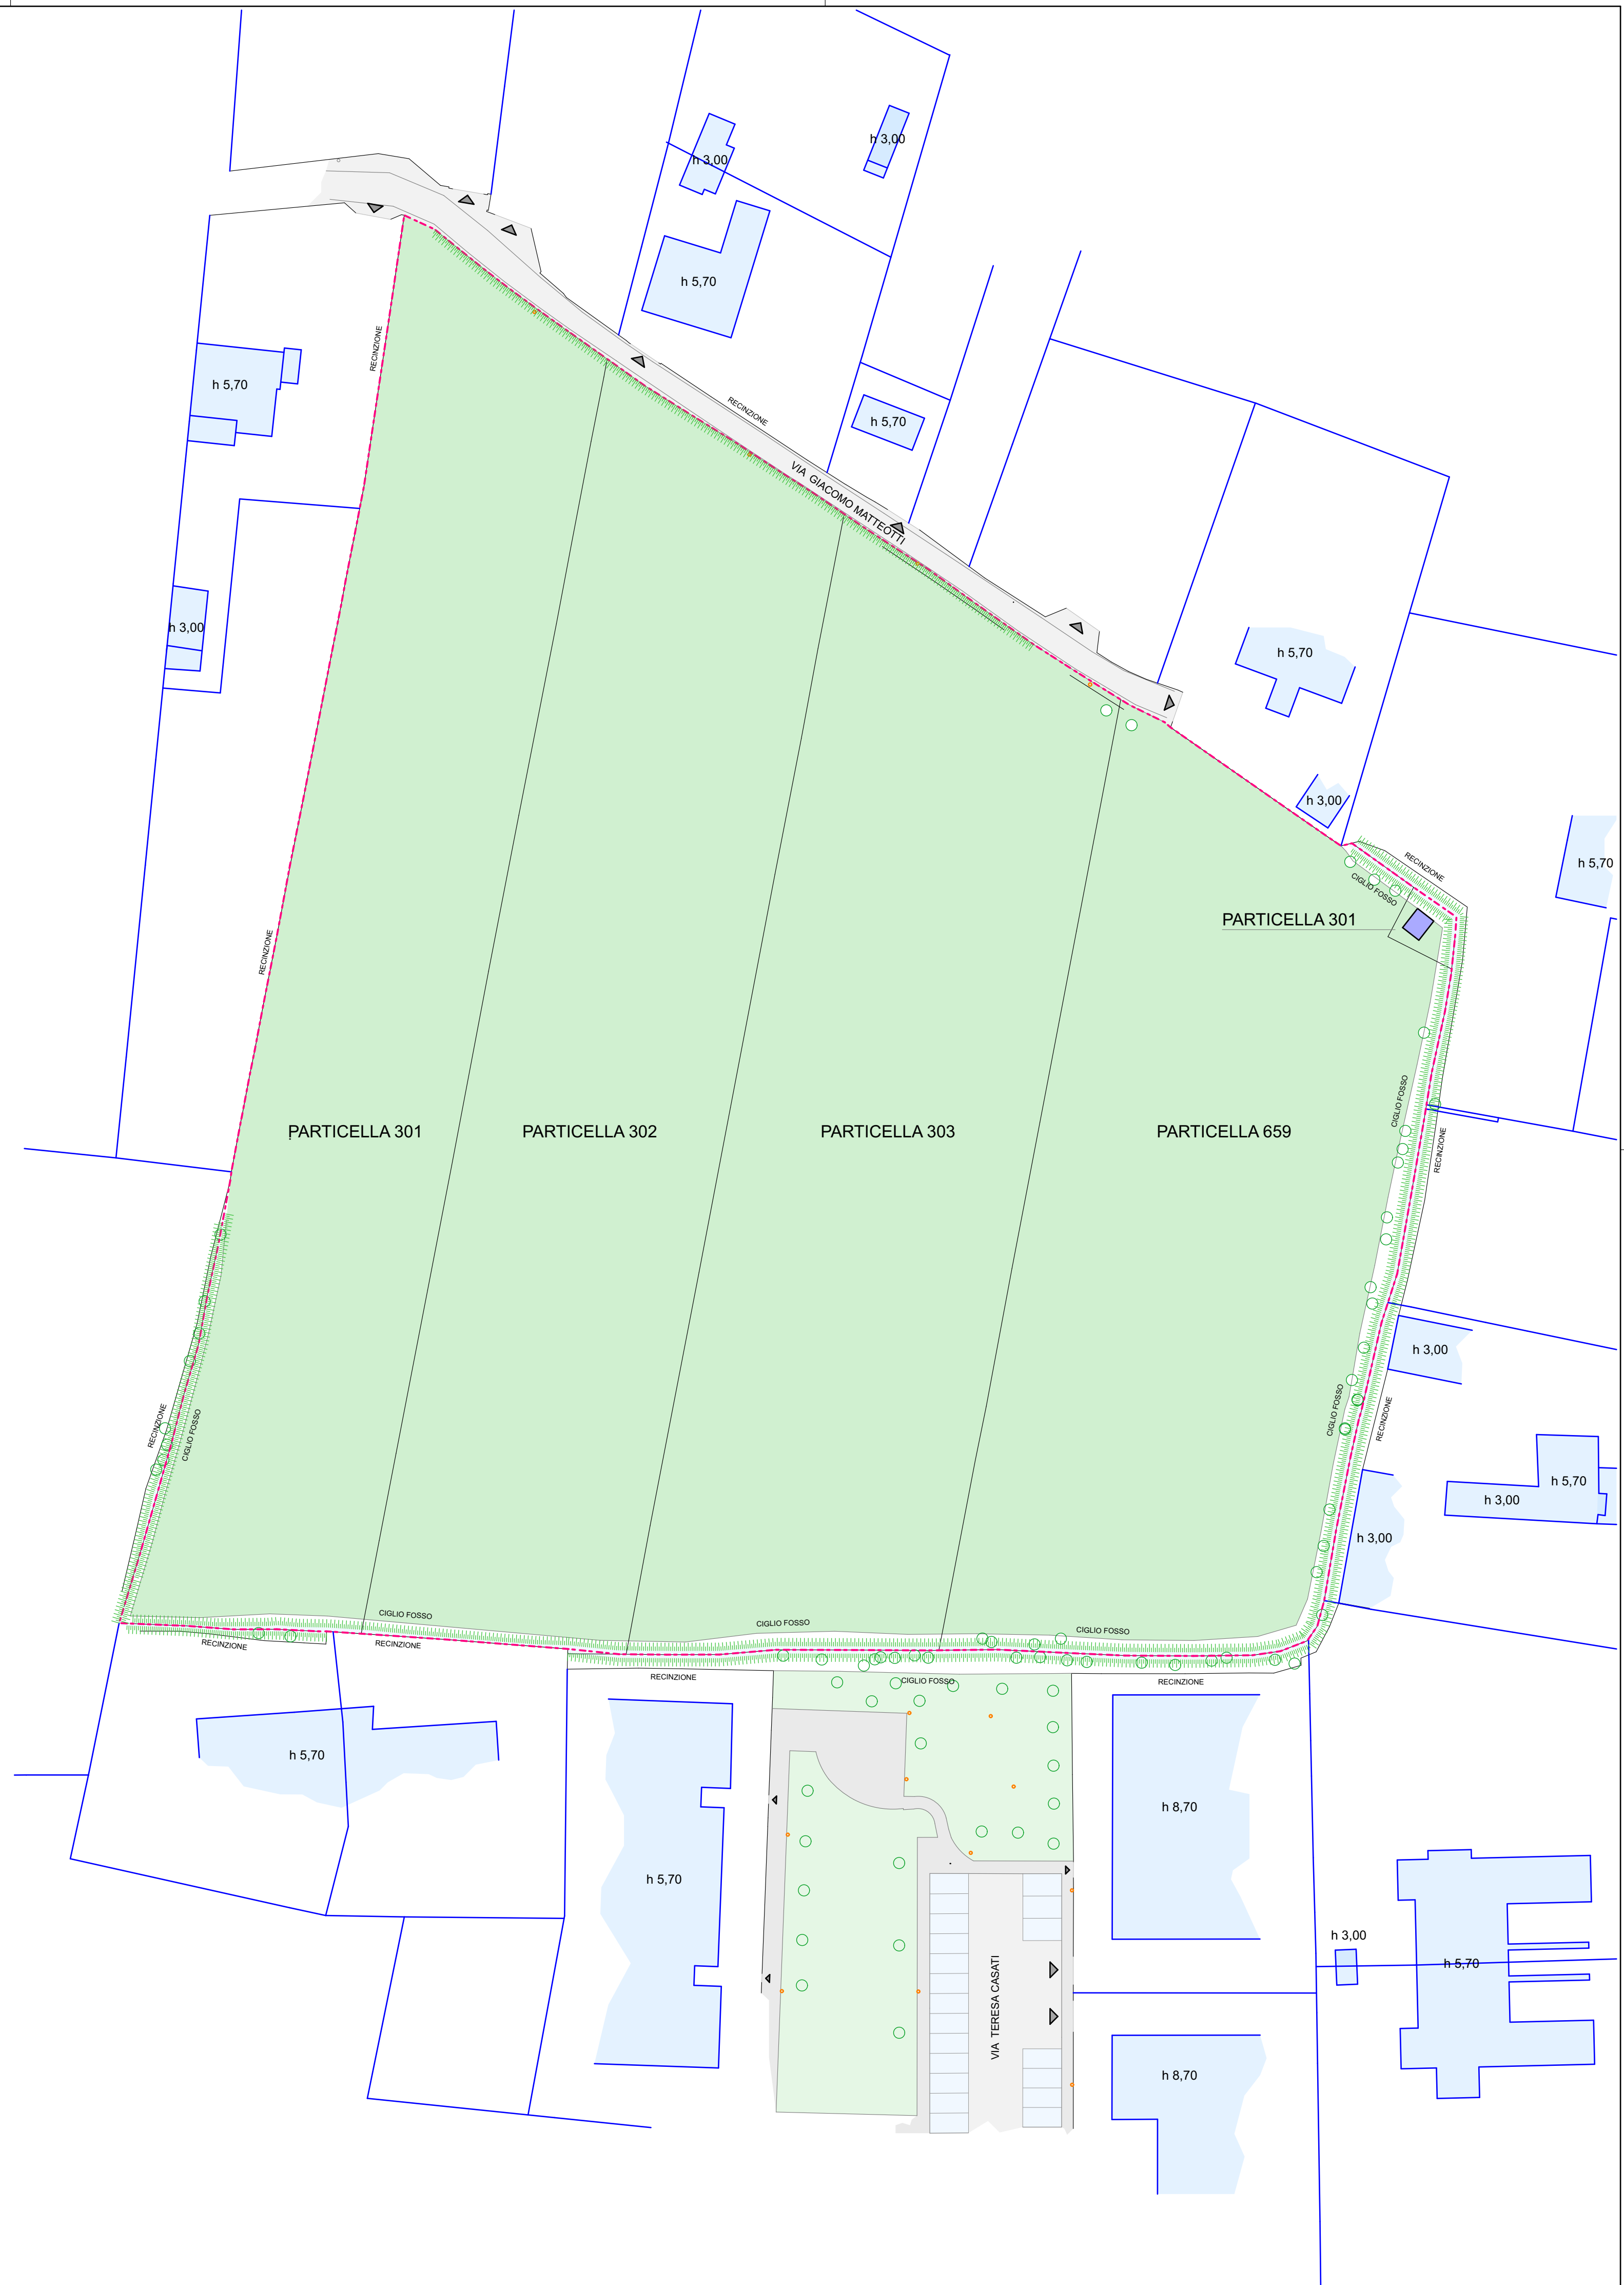 h 3,00
h 3,00
h 5,70
RECINZIONE
h 5,70
RECINZIONE
h 5,70
VIA GIACOMO MATTEOTTI
h 3,00
h 5,70
h 3,00
h 5,70
RECINZIONE
CIGLIO FOSSO
PARTICELLA 301
RECINZIONE
CIGLIO FOSSO
RECINZIONE
PARTICELLA 301
PARTICELLA 302
PARTICELLA 303
PARTICELLA 659
h 3,00
CIGLIO FOSSO
RECINZIONE
RECINZIONE
CIGLIO FOSSO
h 5,70
h 3,00
h 3,00
CIGLIO FOSSO
CIGLIO FOSSO
CIGLIO FOSSO
RECINZIONE
RECINZIONE
RECINZIONE
CIGLIO FOSSO
RECINZIONE
h 5,70
h 8,70
h 5,70
h 3,00
h 5,70
VIA TERESA CASATI
h 8,70